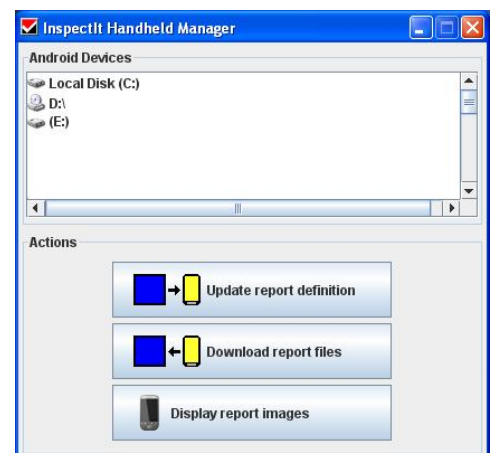 InspectIt Handheld Manager
Android Devices
Local Disk (C:)
D:\
(E:)
Actions
Update report definition
Download report files
Display report images